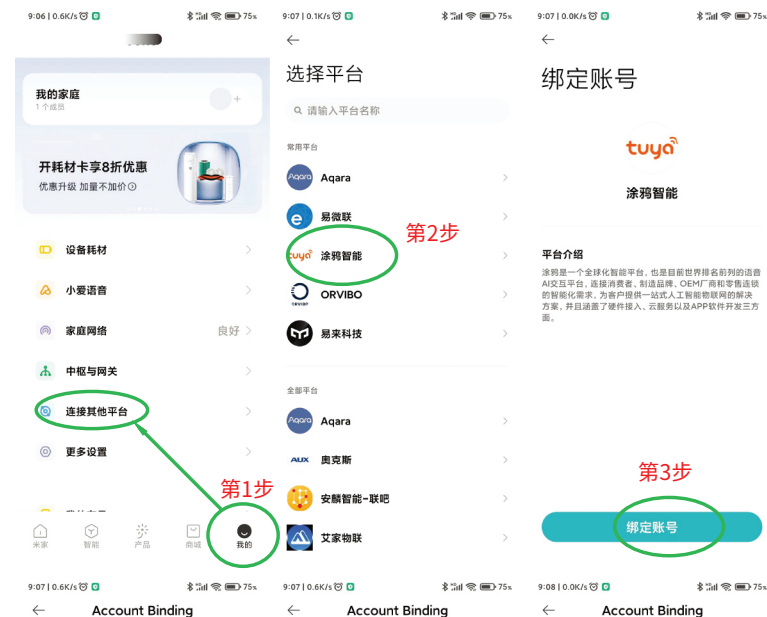 9:06 | 0.6K/s
75%
我的家庭
1 个成员
开耗材卡享8折优惠
优惠升级 加量不加价
设备耗材
小爱语音
家庭网络
良好
中枢与网关
连接其他平台
更多设置
第1步
米家
智能
产品
商城
我的
9:07 | 0.1K/s
75%
选择平台
请输入平台名称
常用平台
Aqara
Aqara
易微联
第2步
tuya
涂鸦智能
ORVIBO
易来科技
全部平台
Aqara
Aqara
AUX
奥克斯
安麟智能-联吧
艾家物联
9:07 | 0.0K/s
75%
绑定账号
tuya
涂鸦智能
平台介绍
涂鸦是一个全球化智能平台，也是目前世界排名前列的语音
AI交互平台，连接消费者、制造品牌、OEM厂商和零售连锁
的智能化需求，为客户提供一站式人工智能物联网的解决
方案，并且涵盖了硬件接入、云服务以及APP软件开发三方
面。
第3步
绑定账号
9:07 | 0.6K/s
75%
Account Binding
9:07 | 0.6K/s
75%
Account Binding
9:08 | 0.0K/s
75%
Account Binding